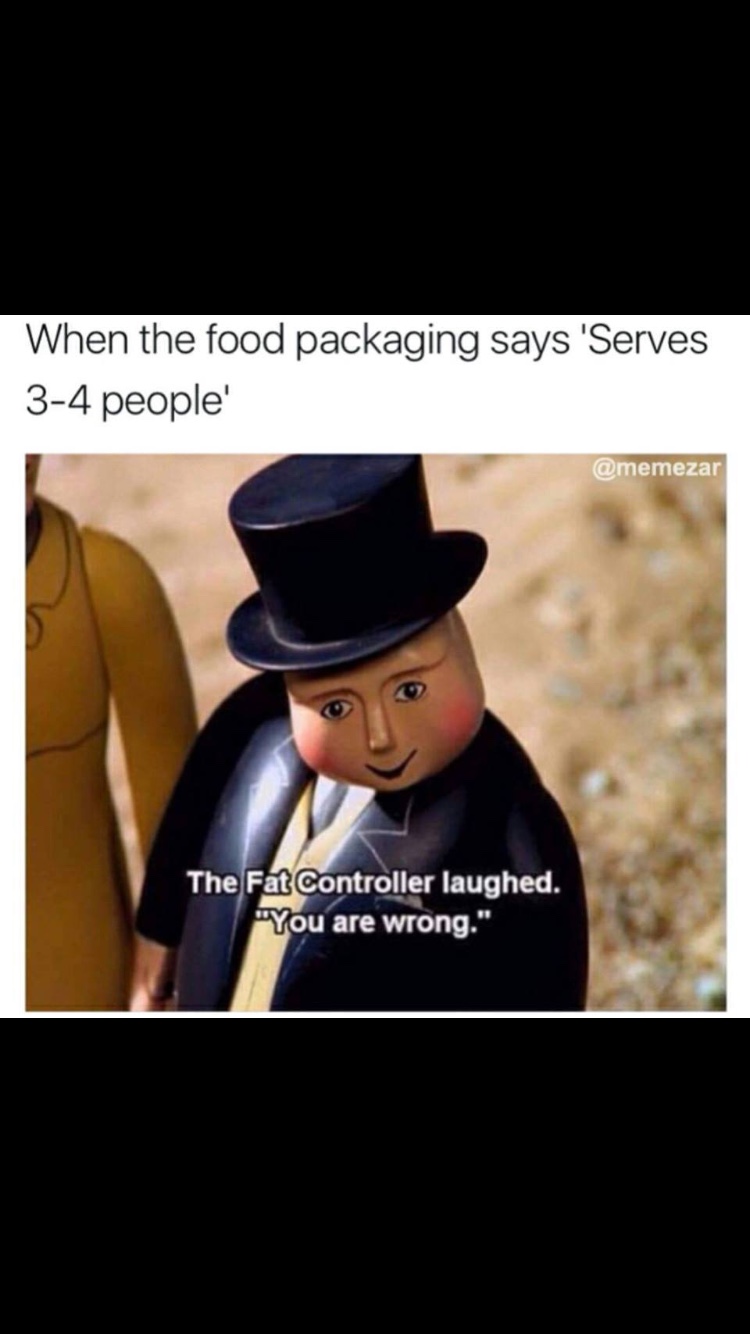 When the food packaging says 'Serves
3-4 people'
@memezar
The Fat Controller laughed.
"You are wrong."